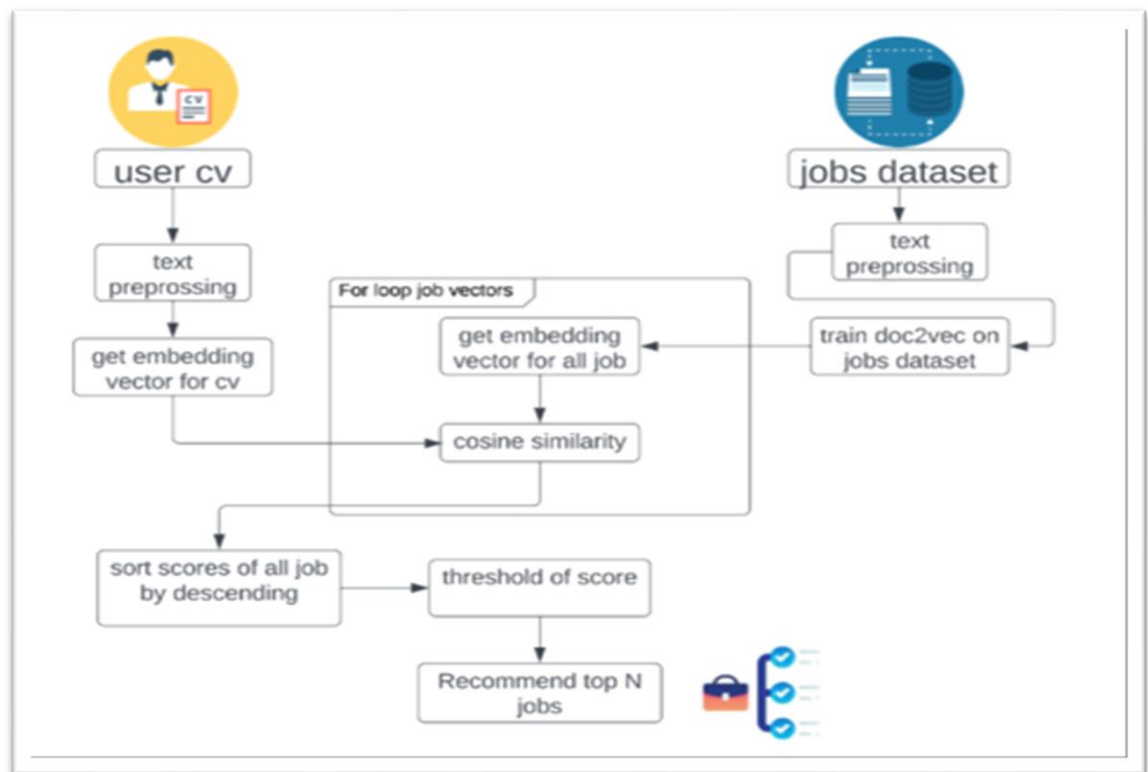 CV
user cv
jobs dataset
text
preprossing
text
preprossing
For loop job vectors
get embedding
vector for all job
train doc2vec on
jobs dataset
get embedding
vector for cv
cosine similarity
sort scores of all job
by descending
threshold of score
Recommend top N
jobs